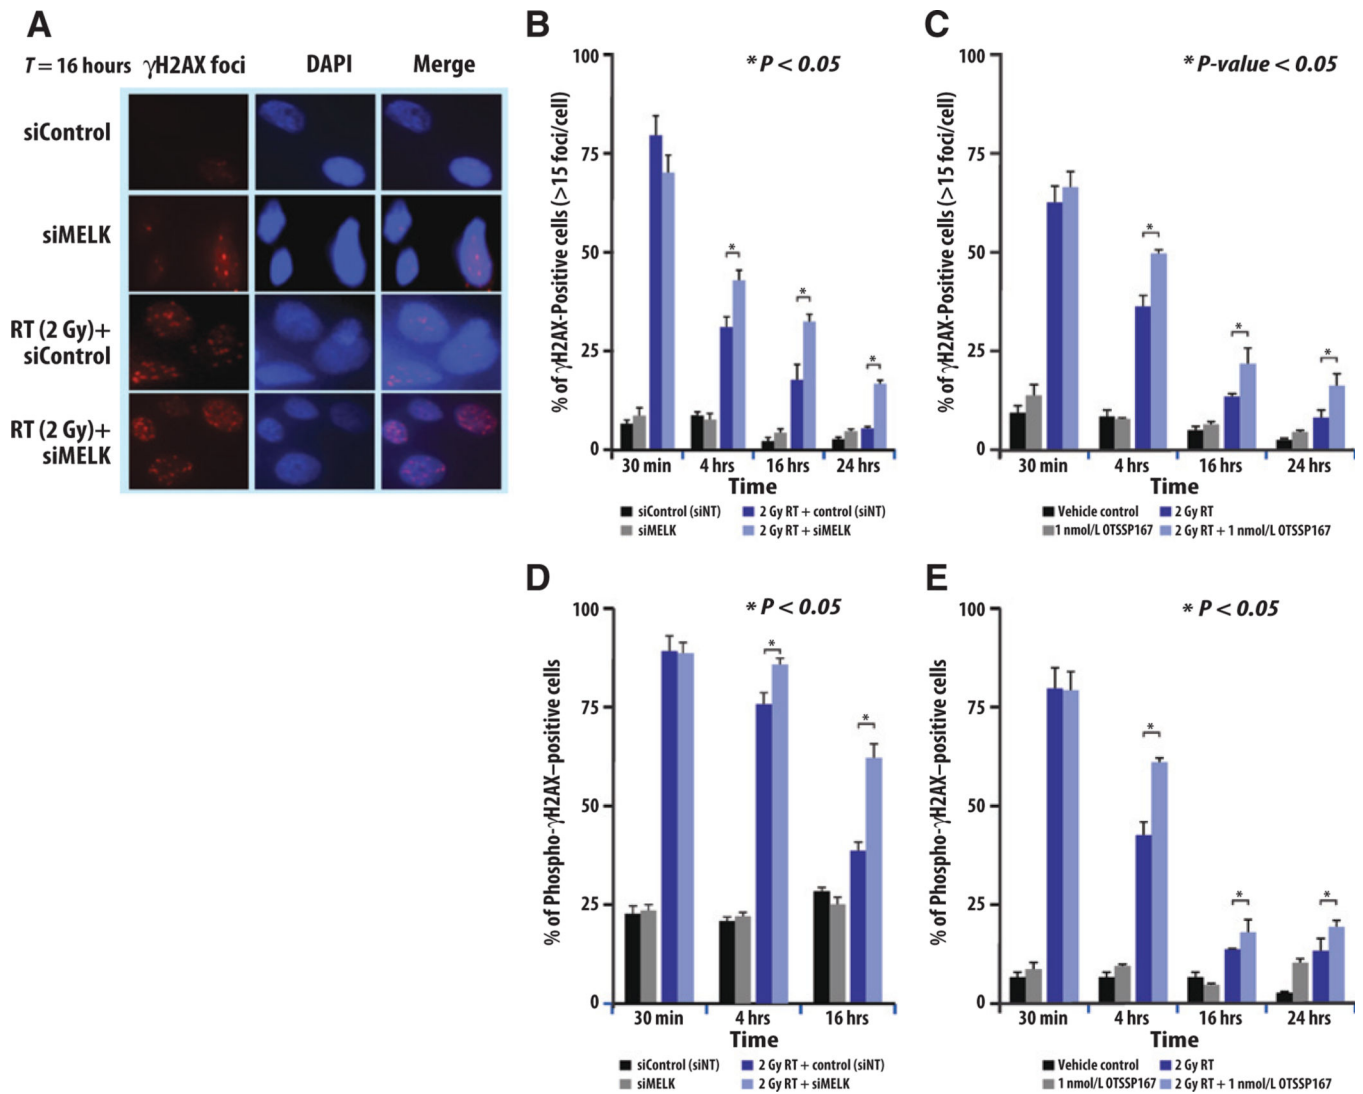 A
T = 16 hours γH2AX foci DAPI Merge
siControl
siMELK
RT (2 Gy)+
siControl
RT (2 Gy)+
siMELK
B
* P < 0.05
% of γH2AX-Positive cells (>15 foci/cell)
100
75
50
25
0
*
*
*
30 min 4 hrs 16 hrs 24 hrs
Time
siControl (siNT) 2 Gy RT + control (siNT)
siMELK 2 Gy RT + siMELK
C
* P-value < 0.05
% of γH2AX-Positive cells (>15 foci/cell)
100
75
50
25
0
*
*
*
30 min 4 hrs 16 hrs 24 hrs
Time
Vehicle control 2 Gy RT
1 nmol/L OTSSP167 2 Gy RT + 1 nmol/L OTSSP167
D
* P < 0.05
% of Phospho-γH2AX–positive cells
100
75
50
25
0
*
*
30 min 4 hrs 16 hrs
Time
siControl (siNT) 2 Gy RT + control (siNT)
siMELK 2 Gy RT + siMELK
E
* P < 0.05
% of Phospho-γH2AX–positive cells
100
75
50
25
0
*
*
*
30 min 4 hrs 16 hrs 24 hrs
Time
Vehicle control 2 Gy RT
1 nmol/L OTSSP167 2 Gy RT + 1 nmol/L OTSSP167